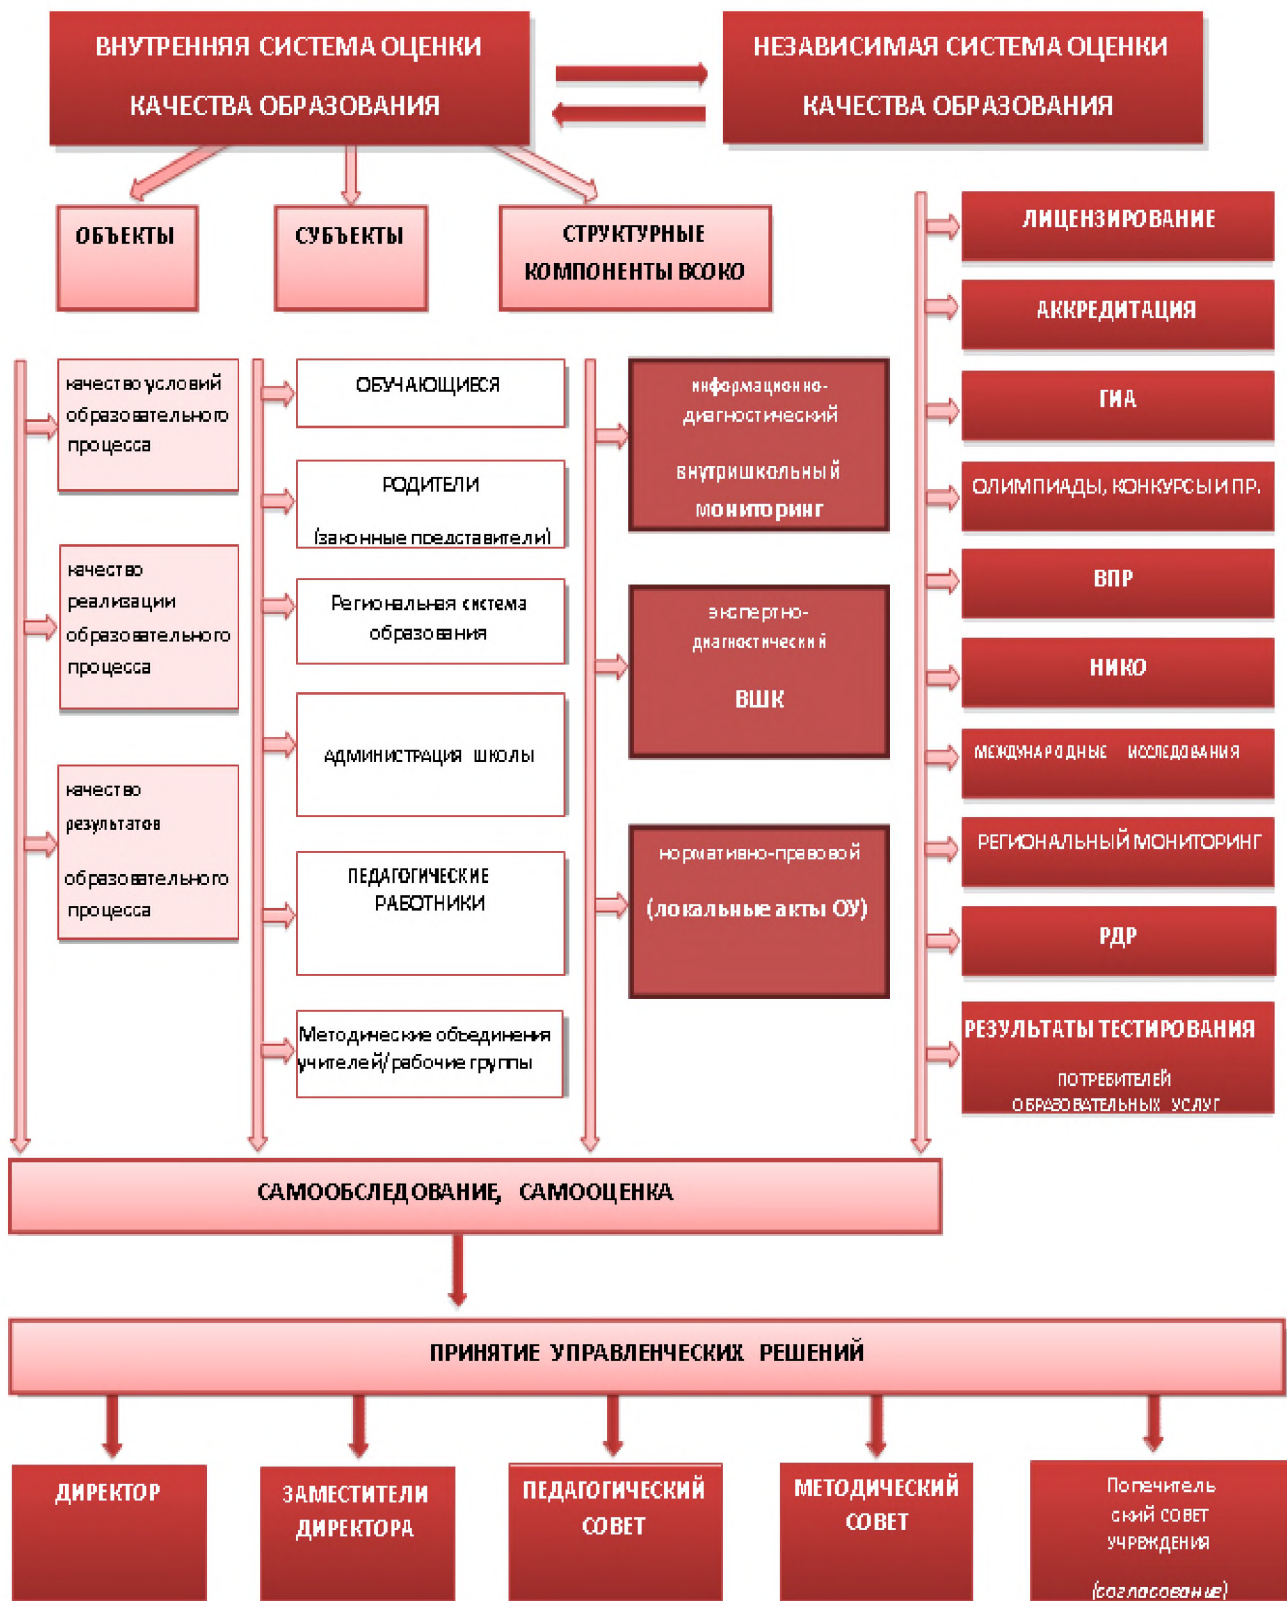 ВНУТРЕННЯЯ СИСТЕМА ОЦЕНКИ
КАЧЕСТВА ОБРАЗОВАНИЯ
НЕЗАВИСИМАЯ СИСТЕМА ОЦЕНКИ
КАЧЕСТВА ОБРАЗОВАНИЯ
ОБЪЕКТЫ
СУБЪЕКТЫ
СТРУКТУРНЫЕ
КОМПОНЕНТЫ ВСОКО
качество условий
образовательного
процесса
качество
реализации
образовательного
процесса
качество
результатов
образовательного
процесса
ОБУЧАЮЩИЕСЯ
РОДИТЕЛИ
(законные представители)
Региональная система
образования
АДМИНИСТРАЦИЯ ШКОЛЫ
ПЕДАГОГИЧЕСКИЕ
РАБОТНИКИ
Методические объединения
учителей/рабочие группы
информационно-
диагностический
внутришкольный
мониторинг
экспертно-
диагностический
ВШК
нормативно-правовой
(локальные акты ОУ)
ЛИЦЕНЗИРОВАНИЕ
АККРЕДИТАЦИЯ
ГИА
ОЛИМПИАДЫ, КОНКУРСЫ И ПР.
ВПР
НИКО
МЕЖДУНАРОДНЫЕ ИССЛЕДОВАНИЯ
РЕГИОНАЛЬНЫЙ МОНИТОРИНГ
РДР
РЕЗУЛЬТАТЫ ТЕСТИРОВАНИЯ
ПОТРЕБИТЕЛЕЙ
ОБРАЗОВАТЕЛЬНЫХ УСЛУГ
САМООБСЛЕДОВАНИЕ, САМООЦЕНКА
ПРИНЯТИЕ УПРАВЛЕНЧЕСКИХ РЕШЕНИЙ
ДИРЕКТОР
ЗАМЕСТИТЕЛИ
ДИРЕКТОРА
ПЕДАГОГИЧЕСКИЙ
СОВЕТ
МЕТОДИЧЕСКИЙ
СОВЕТ
Попечитель
ский СОВЕТ
УЧРЕЖДЕНИЯ
(согласование)